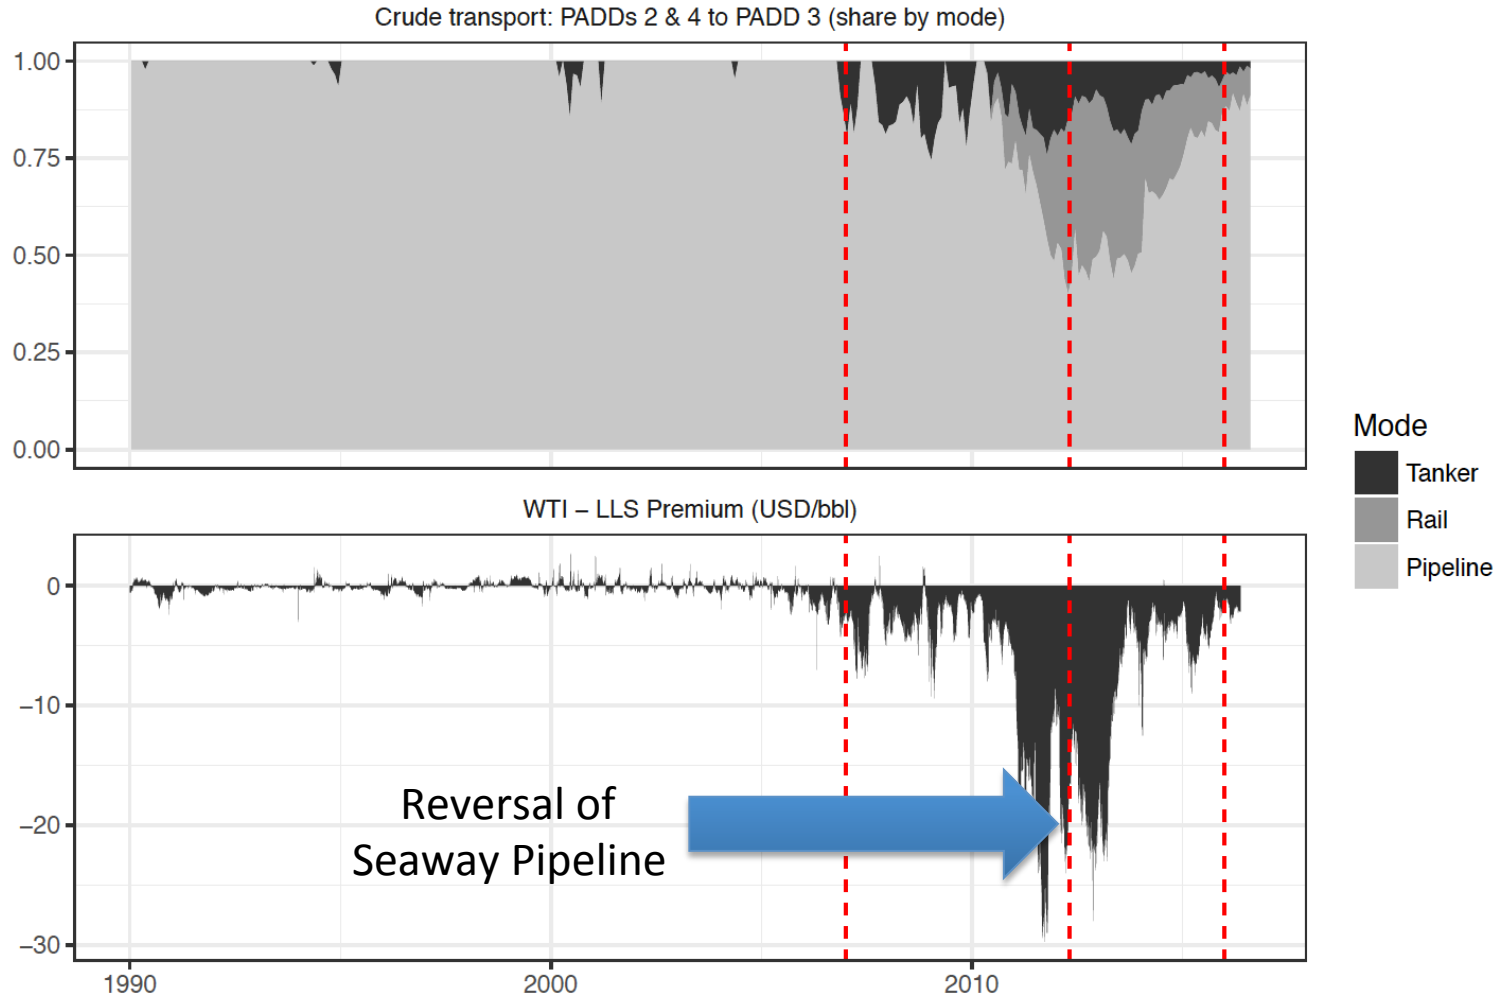 Crude transport: PADDs 2 & 4 to PADD 3 (share by mode)
1.00
0.75
0.50
0.25
0.00
Mode
Tanker
Rail
Pipeline
WTI − LLS Premium (USD/bbl)
0
−10
−20
−30
Reversal of
Seaway Pipeline
1990
2000
2010